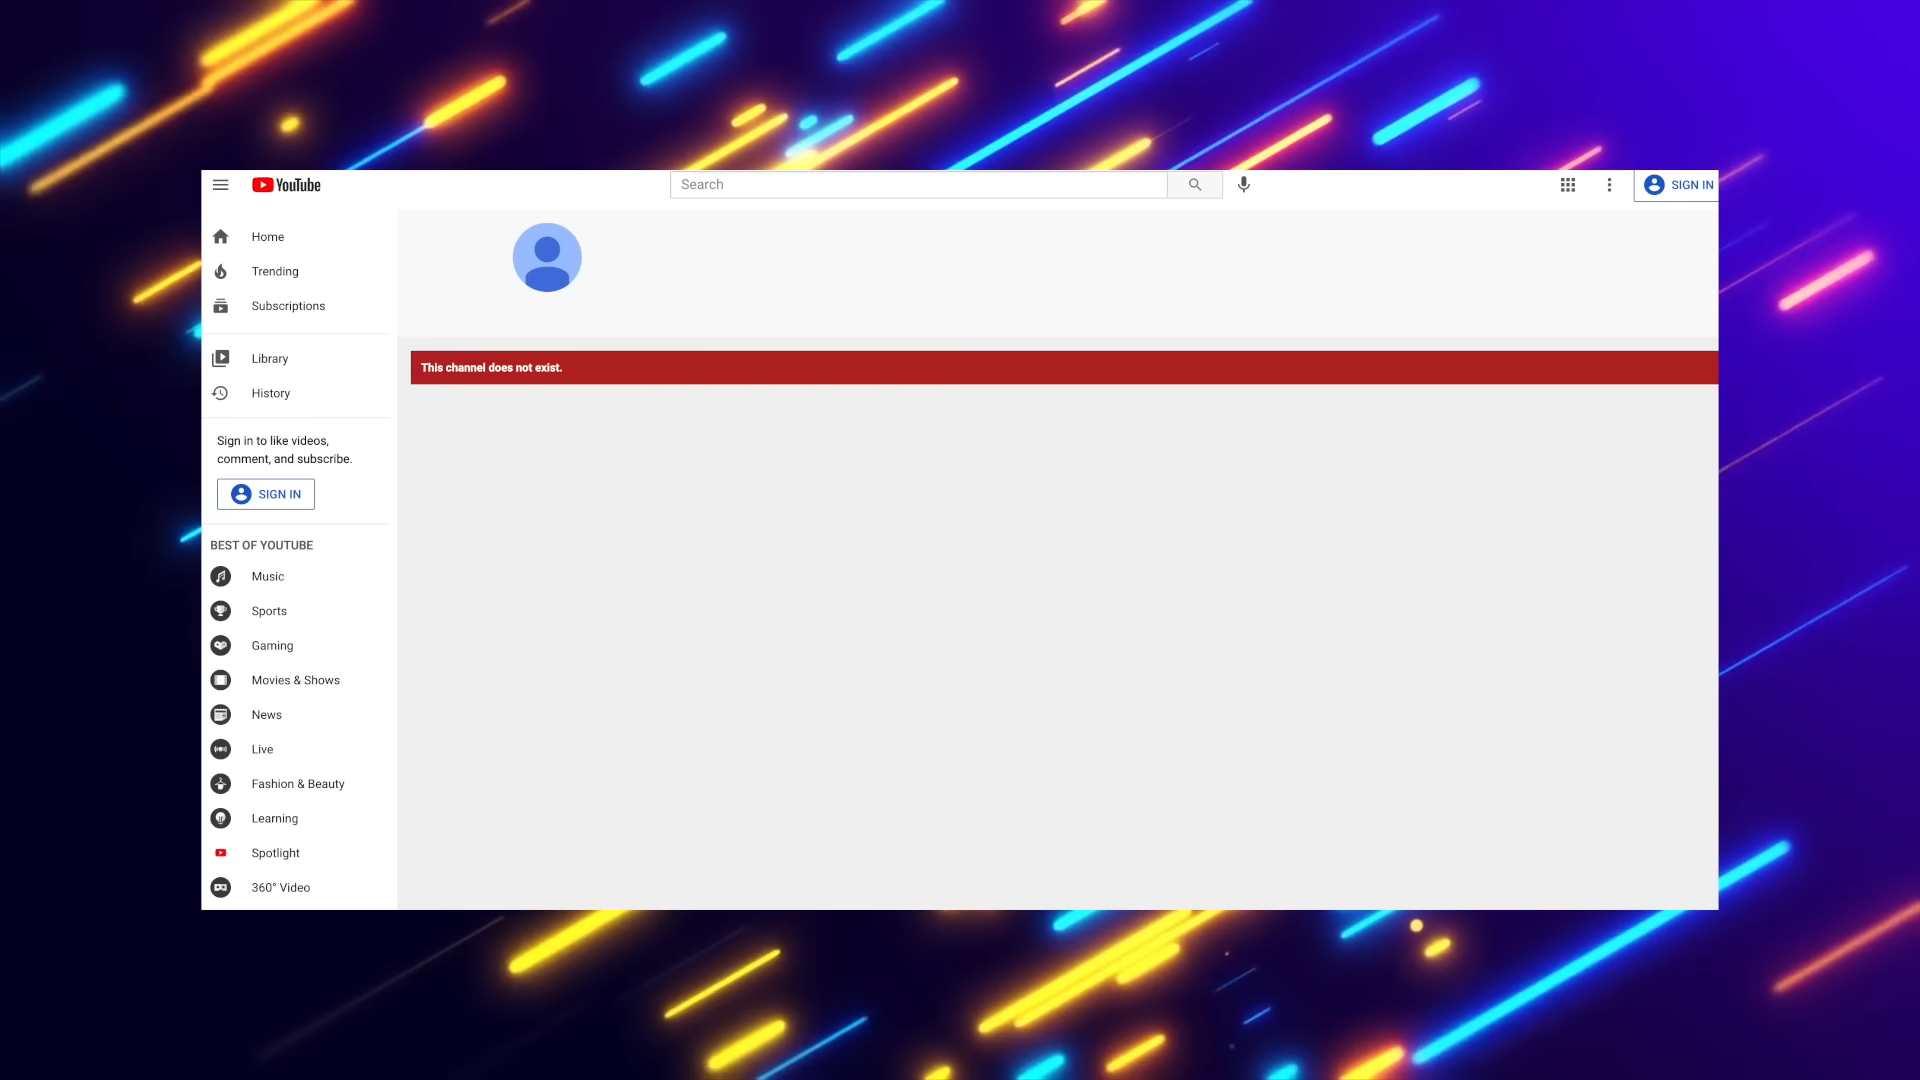 YouTube
Search
SIGN IN
Home
Trending
Subscriptions
Library
History
Sign in to like videos,
comment, and subscribe.
SIGN IN
BEST OF YOUTUBE
Music
Sports
Gaming
Movies & Shows
News
Live
Fashion & Beauty
Learning
Spotlight
360° Video
This channel does not exist.